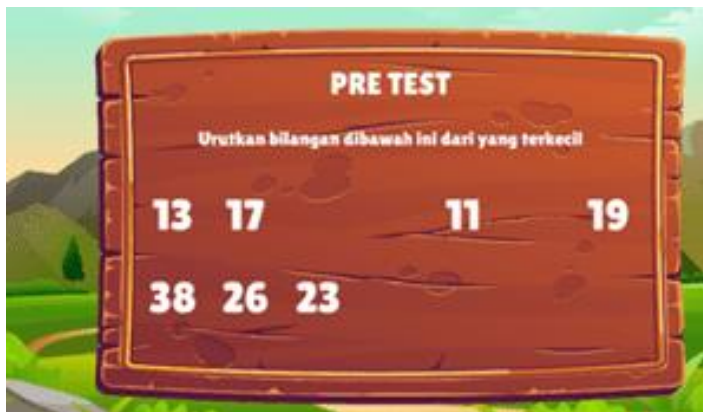 PRE TEST
Urutkan bilangan dibawah ini dari yang terkecil
13 17 11 19
38 26 23